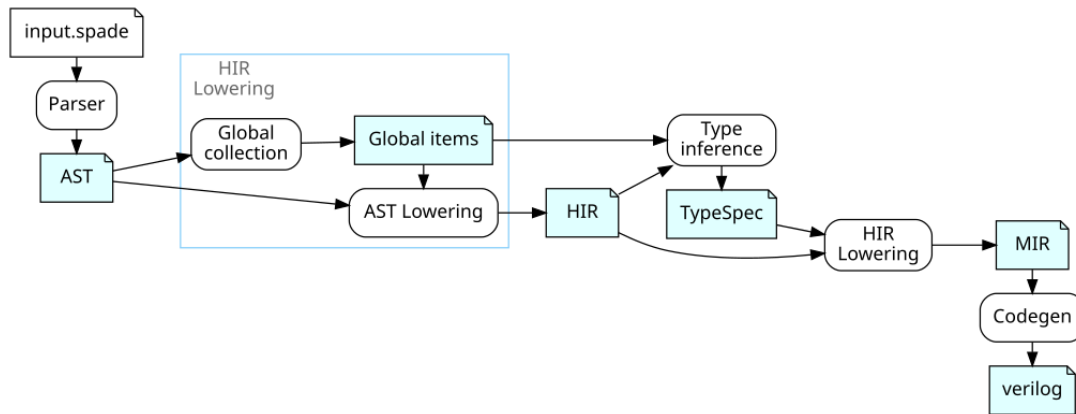 input.spade
Parser
AST
HIR
Lowering
Global
collection
Global items
AST Lowering
HIR
Type
inference
TypeSpec
HIR
Lowering
MIR
Codegen
verilog